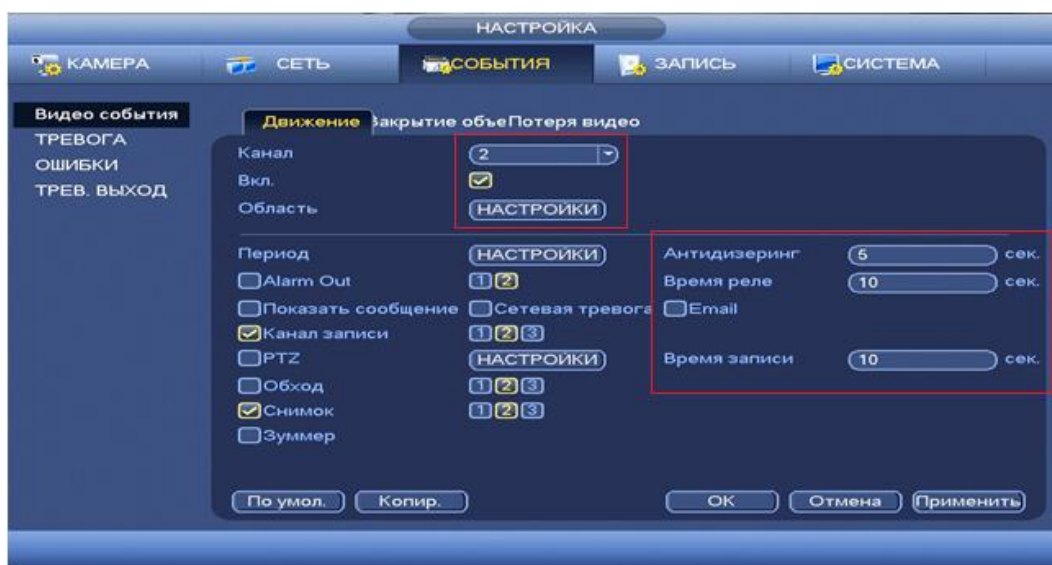 НАСТРОЙКА
КАМЕРА СЕТЬ СОБЫТИЯ ЗАПИСЬ СИСТЕМА
Видео события
ТРЕВОГА
ОШИБКИ
ТРЕВ. ВЫХОД
Движение Закрытие объе Потеря видео
Канал 2
Вкл.
Область НАСТРОЙКИ
Период НАСТРОЙКИ Антидизеринг 5 сек.
Alarm Out 1 2 Время реле 10 сек.
Показать сообщение Сетевая тревога Email
Канал записи 1 2 3
PTZ НАСТРОЙКИ Время записи 10 сек.
Обход 1 2 3
Снимок 1 2 3
Зуммер
По умол. Копир. OK Отмена Применить